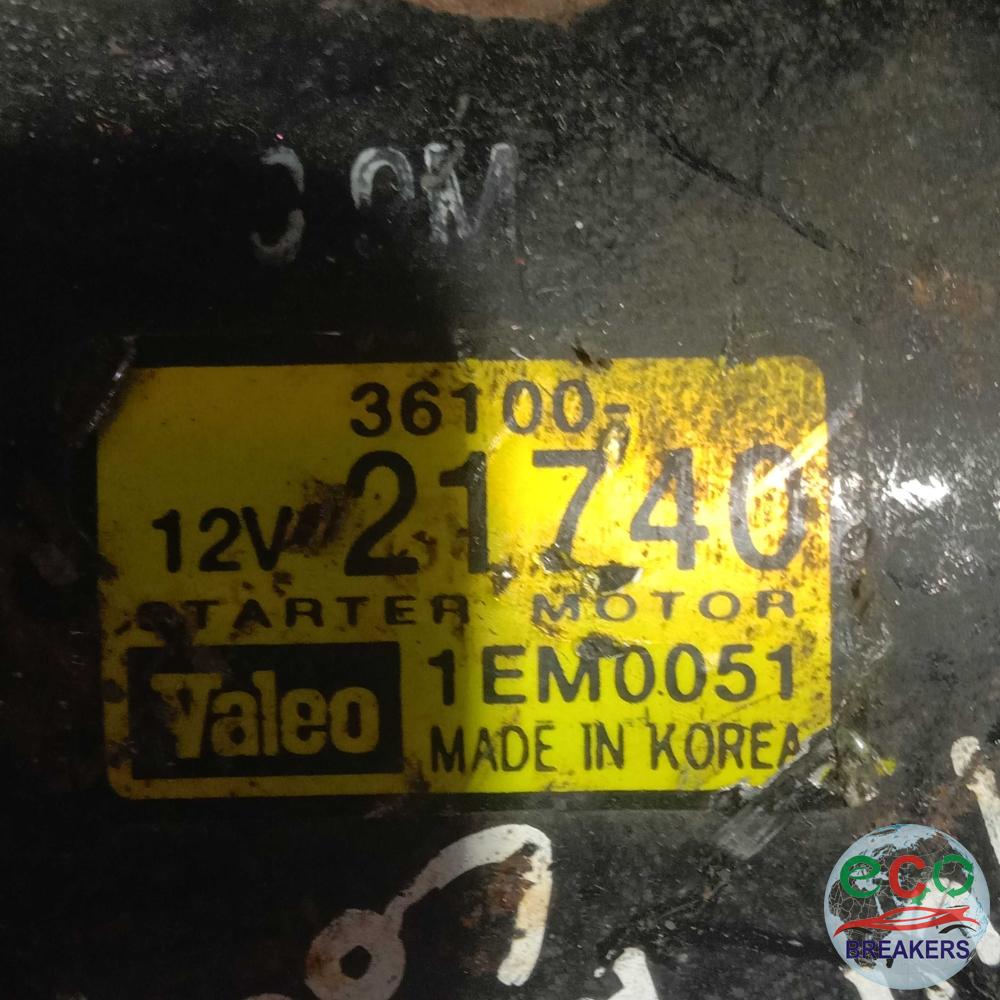 36100-
12V 21740
STARTER MOTOR
Valeo 1EM0051
MADE IN KOREA
eco
BREAKERS